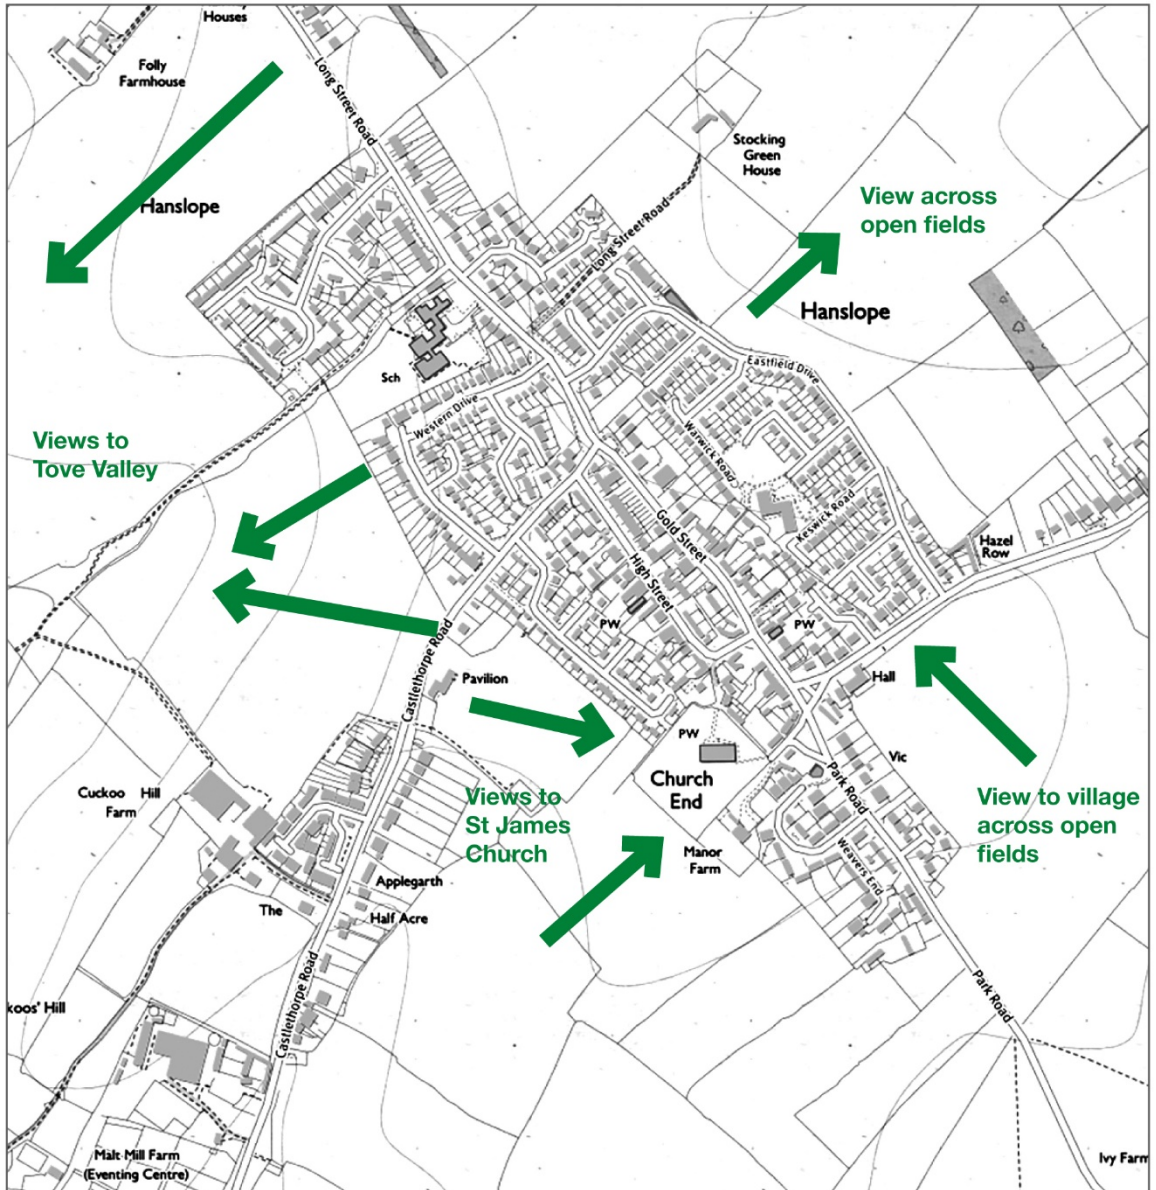 Houses
Folly
Farmhouse
Long Street Road
Stocking
Green
House
Hanslope
View across
open fields
Long Street Road
Hanslope
Sch
Eastfield Drive
Western Drive
Views to
Tove Valley
Warwick Road
Keswick Road
Gold Street
High Street
Hazel
Row
PW
PW
Castlethorpe Road
Pavilion
Hall
PW
Vic
Church
End
Park Road
Cuckoo Hill
Farm
Views to
St James
Church
View to village
across open
fields
Manor
Farm
Weavers End
Applegarth
The
Half Acre
Castlethorpe Road
Park Road
koos' Hill
Malt Mill Farm
(Eventing Centre)
Ivy Farm